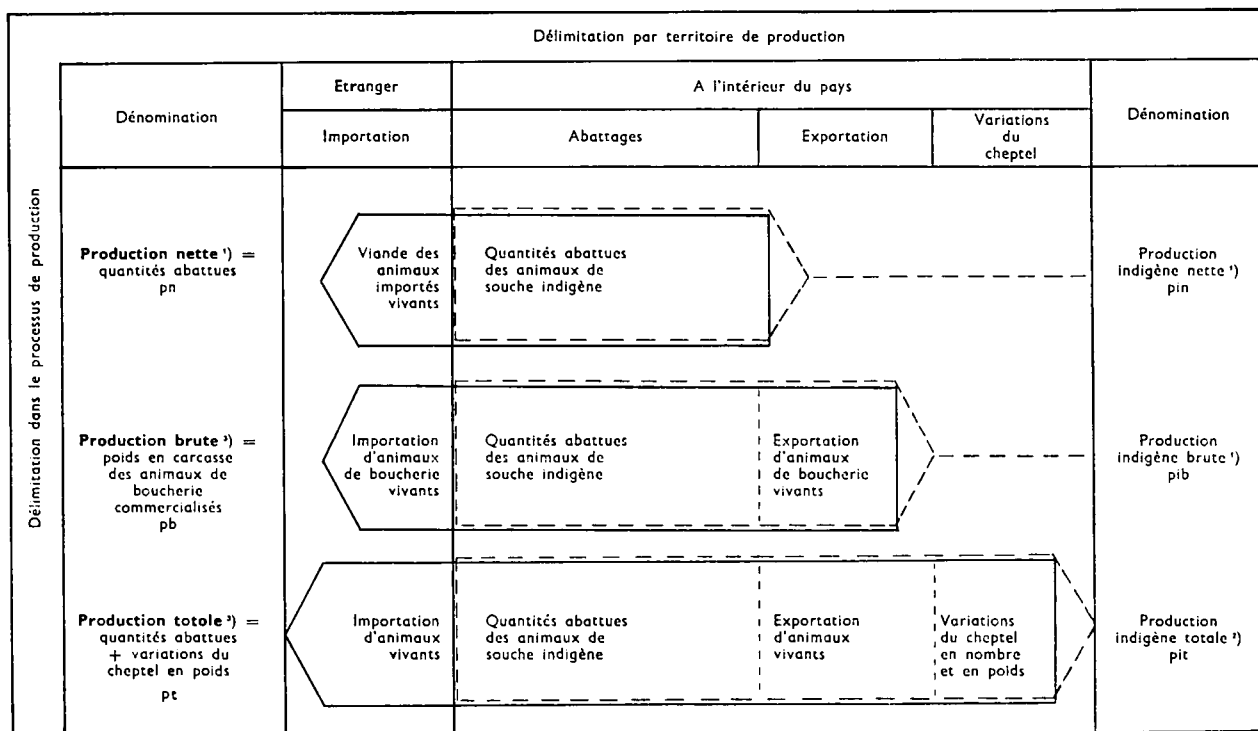 Délimitation par territoire de production
Délimitation dans le processus de production
Dénomination
Etranger
A l'intérieur du pays
Dénomination
Importation
Abattages
Exportation
Variations
du
cheptel
Production nette ¹) =
quantités abattues
pn
Viande des
animaux
importés
vivants
Quantités abattues
des animaux de
souche indigène
Production
indigène nette ¹)
pin
Production brute ³) =
poids en carcasse
des animaux de
boucherie
commercialisés
pb
Importation
d'animaux
de boucherie
vivants
Quantités abattues
des animaux de
souche indigène
Exportation
d'animaux
de boucherie
vivants
Production
indigène brute ¹)
pib
Production totole ³) =
quantités abattues
+ variations du
cheptel en poids
pt
Importation
d'animaux
vivants
Quantités abattues
des animaux de
souche indigène
Exportation
d'animaux
vivants
Variations
du cheptel
en nombre
et en poids
Production
indigène totale ²)
pit